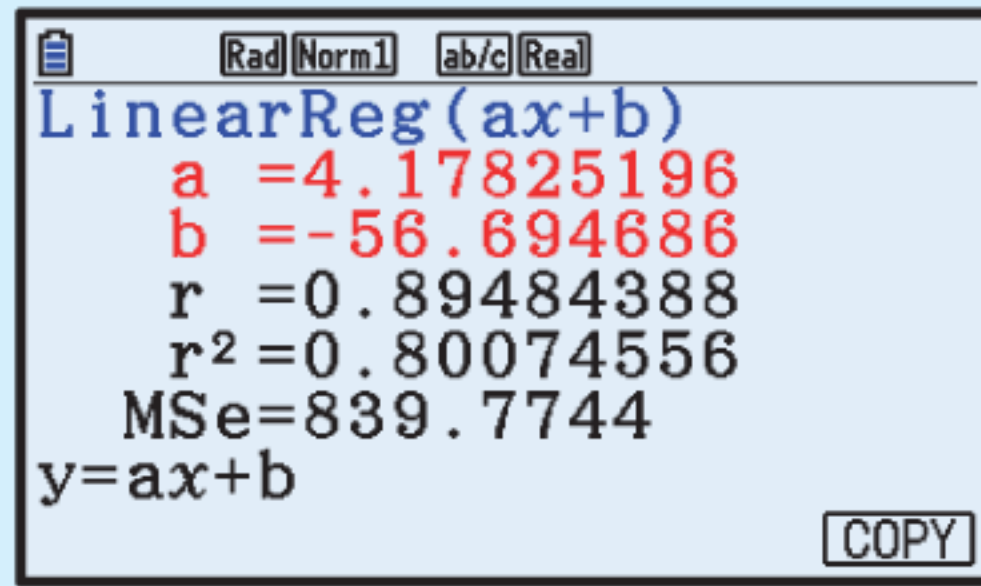 Rad Norm1 ab/c Real
LinearReg(ax+b)
a =4.17825196
b =-56.694686
r =0.89484388
r²=0.80074556
MSe=839.7744
y=ax+b
COPY